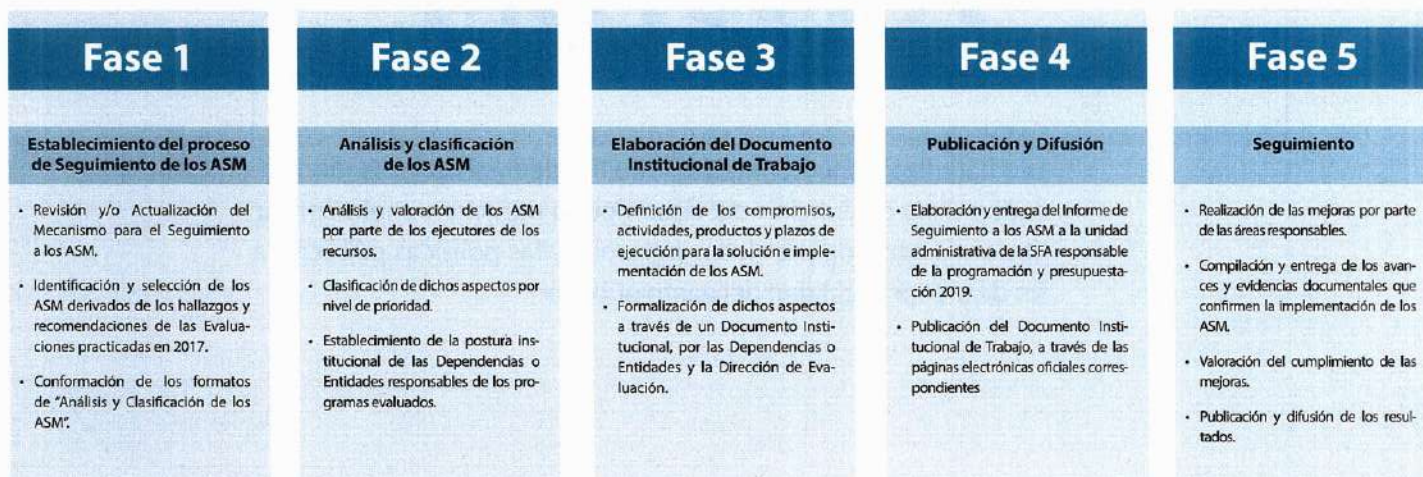 Fase 1
Establecimiento del proceso
de Seguimiento de los ASM
• Revisión y/o Actualización del
Mecanismo para el Seguimiento
a los ASM.
• Identificación y selección de los
ASM derivados de los hallazgos y
recomendaciones de las Evalua-
ciones practicadas en 2017.
• Conformación de los formatos
de "Análisis y Clasificación de los
ASM".
Fase 2
Análisis y clasificación
de los ASM
• Análisis y valoración de los ASM
por parte de los ejecutores de los
recursos.
• Clasificación de dichos aspectos por
nivel de prioridad.
• Establecimiento de la postura ins-
titucional de las Dependencias o
Entidades responsables de los pro-
gramas evaluados.
Fase 3
Elaboración del Documento
Institucional de Trabajo
• Definición de los compromisos,
actividades, productos y plazos de
ejecución para la solución e imple-
mentación de los ASM.
• Formalización de dichos aspectos
a través de un Documento Insti-
tucional, por las Dependencias o
Entidades y la Dirección de Eva-
luación.
Fase 4
Publicación y Difusión
• Elaboración y entrega del Informe de
Seguimiento a los ASM a la unidad
administrativa de la SFA responsable
de la programación y presupuesta-
ción 2019.
• Publicación del Documento Insti-
tucional de Trabajo, a través de las
páginas electrónicas oficiales corres-
pondientes
Fase 5
Seguimiento
• Realización de las mejoras por parte
de las áreas responsables.
• Compilación y entrega de los avan-
ces y evidencias documentales que
confirmen la implementación de los
ASM.
• Valoración del cumplimiento de las
mejoras.
• Publicación y difusión de los resul-
tados.